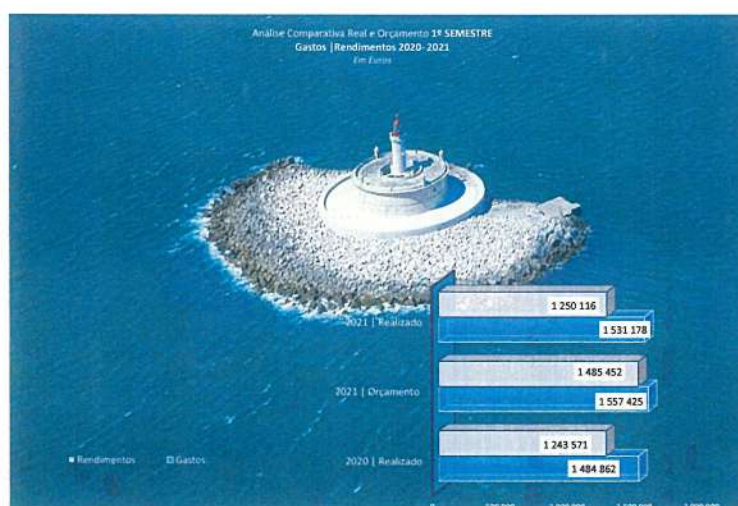 Análise Comparativa Real e Orçamento 1º SEMESTRE
Gastos |Rendimentos 2020-2021
Em Euros
2021 | Realizado
1 250 116
1 531 178
2021 | Orçamento
1 485 452
1 557 425
2020 | Realizado
1 243 571
1 484 862
Rendimentos
Gastos